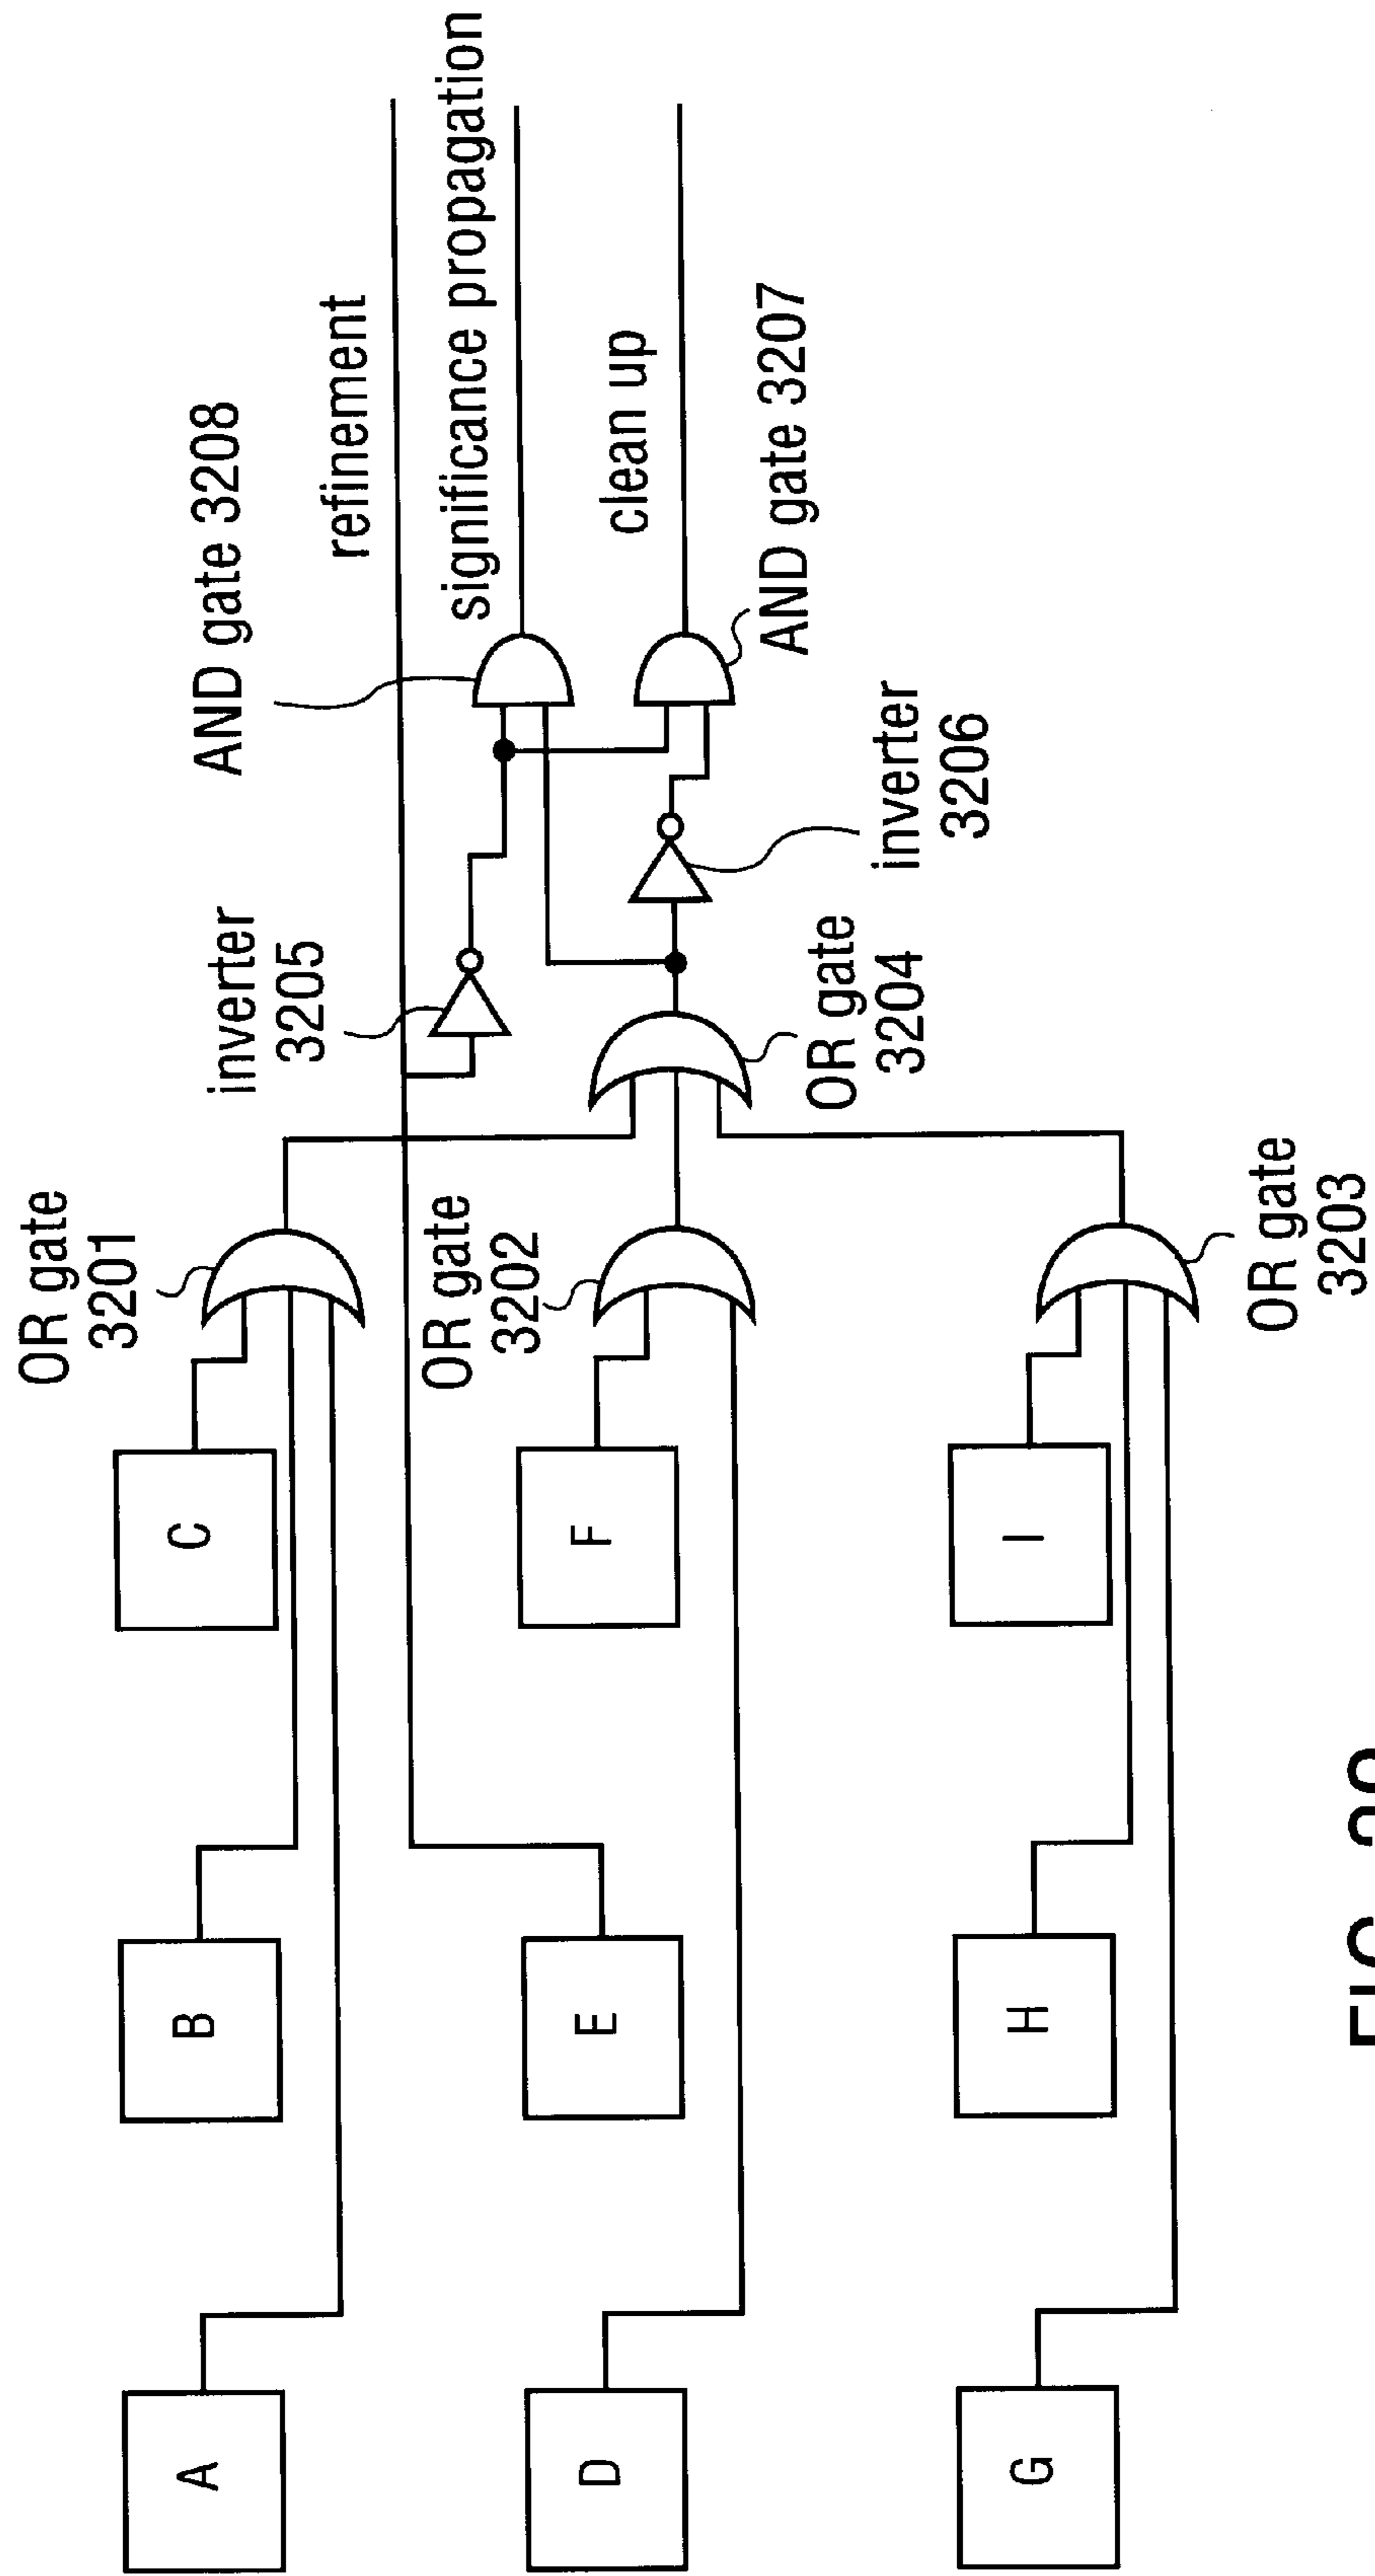 OR gate
3201
inverter
3205
AND gate 3208
refinement
significance propagation
A
B
C
OR gate
3202
clean up
D
E
F
OR gate
3204
inverter
3206
AND gate 3207
G
H
I
OR gate
3203